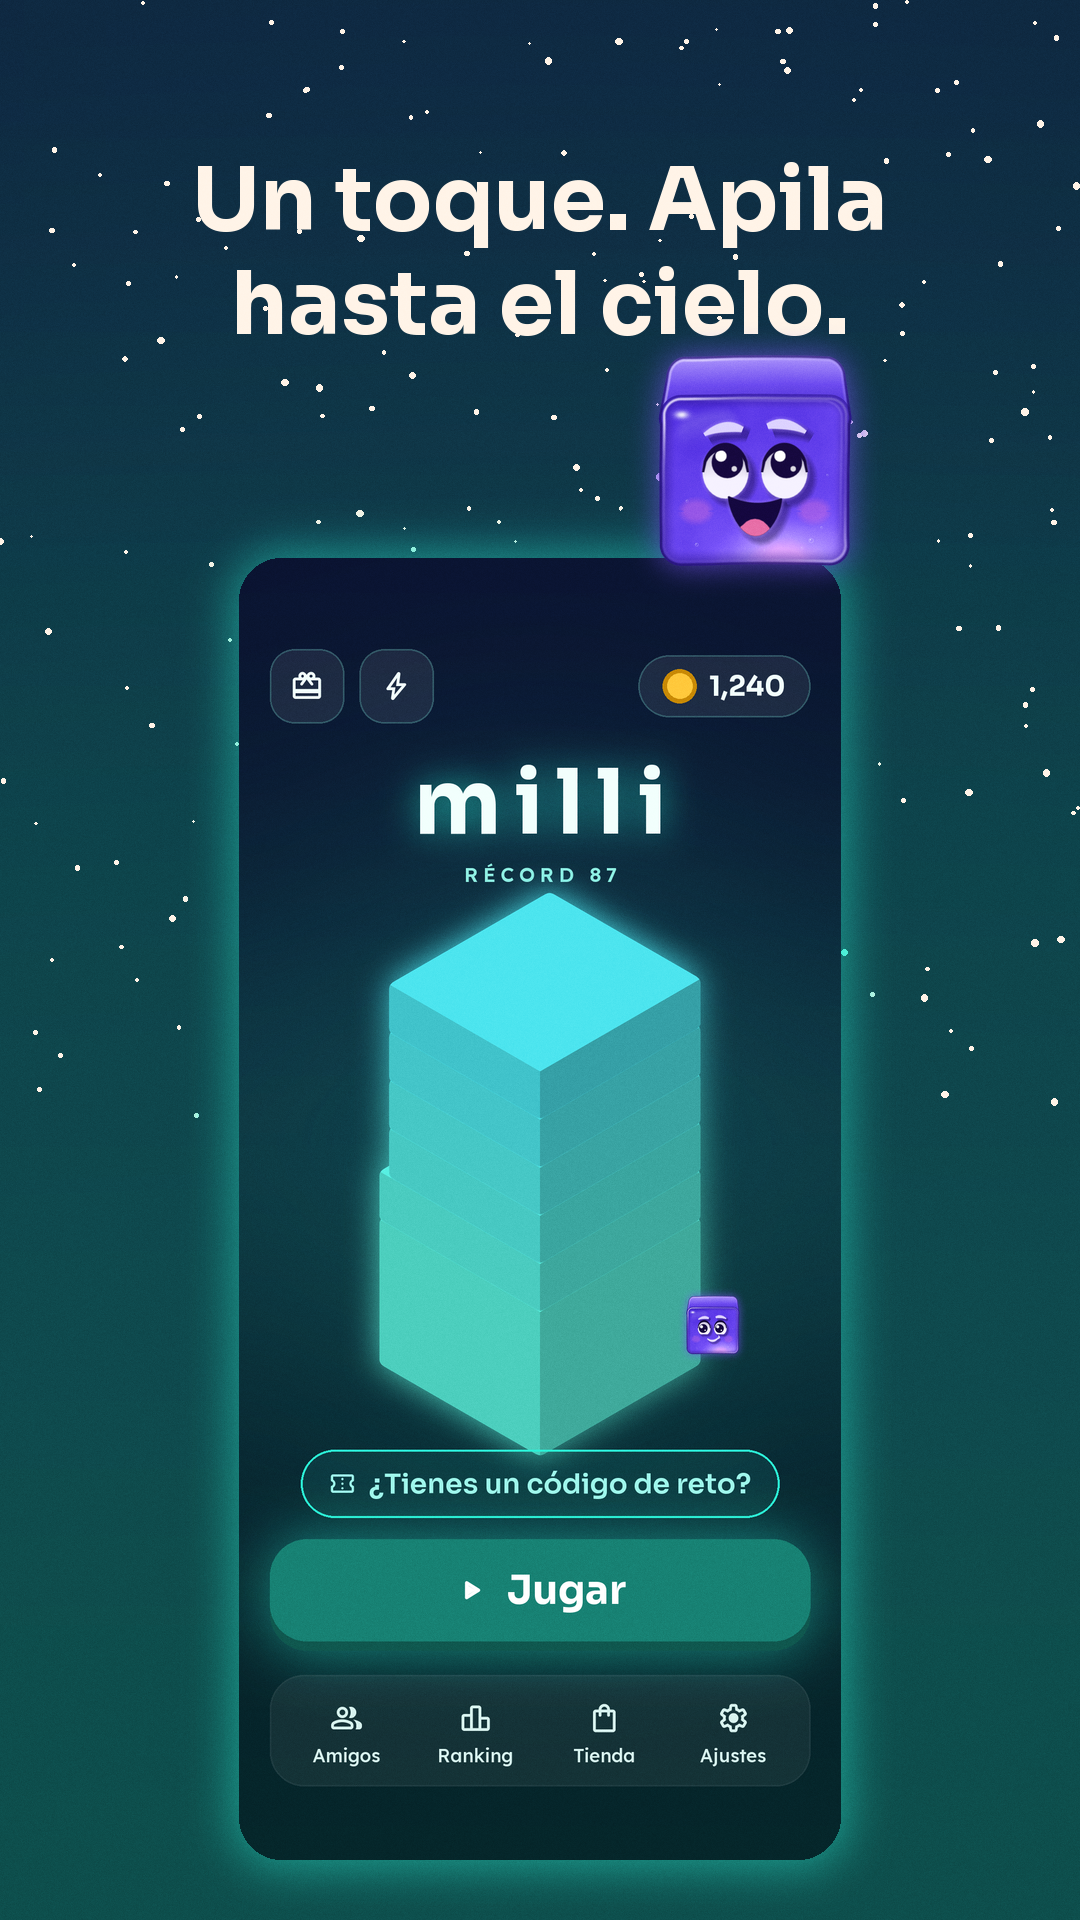 Un toque. Apila
hasta el cielo.
1,240
milli
RÉCORD 87
¿Tienes un código de reto?
Jugar
Amigos
Ranking
Tienda
Ajustes